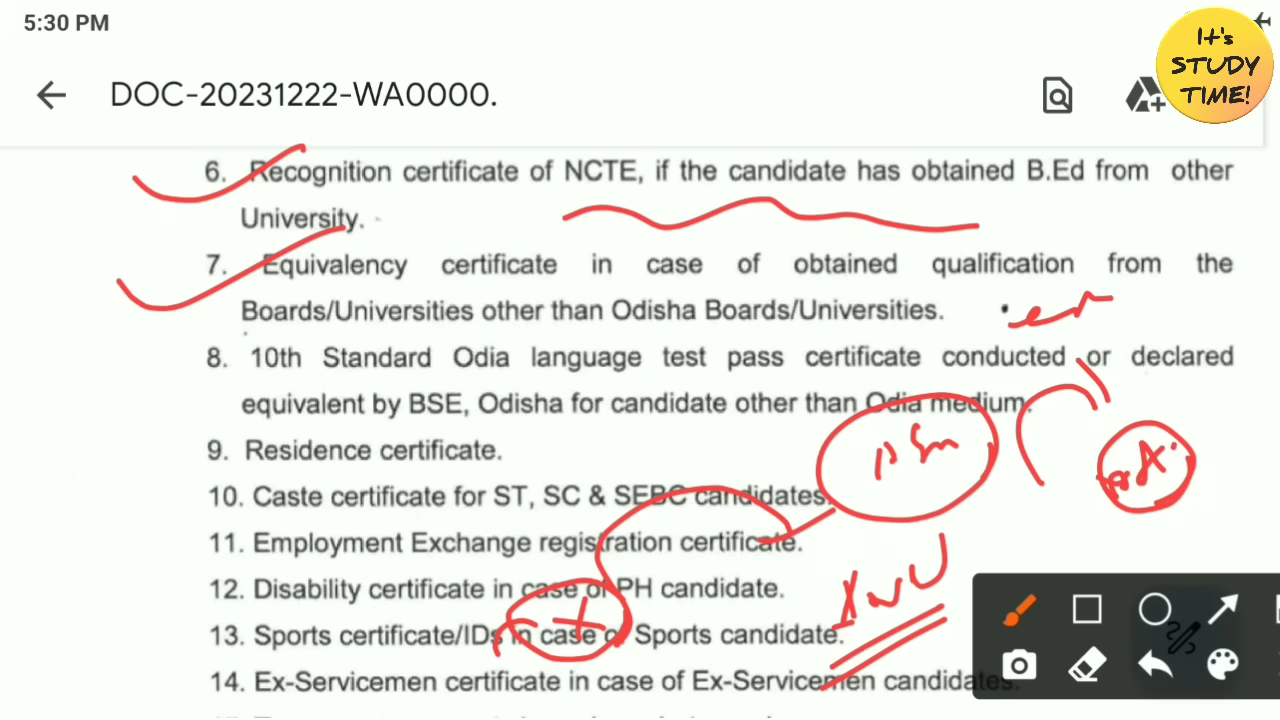 5:30 PM
It's
STUDY
TIME!
DOC-20231222-WA0000.
6. Recognition certificate of NCTE, if the candidate has obtained B.Ed from other
University.
7. Equivalency certificate in case of obtained qualification from the
Boards/Universities other than Odisha Boards/Universities.
8. 10th Standard Odia language test pass certificate conducted or declared
equivalent by BSE, Odisha for candidate other than Odia medium.
9. Residence certificate.
10. Caste certificate for ST, SC & SEBC candidates.
11. Employment Exchange registration certificate.
12. Disability certificate in case of PH candidate.
13. Sports certificate/IDs in case of Sports candidate.
14. Ex-Servicemen certificate in case of Ex-Servicemen candidates.